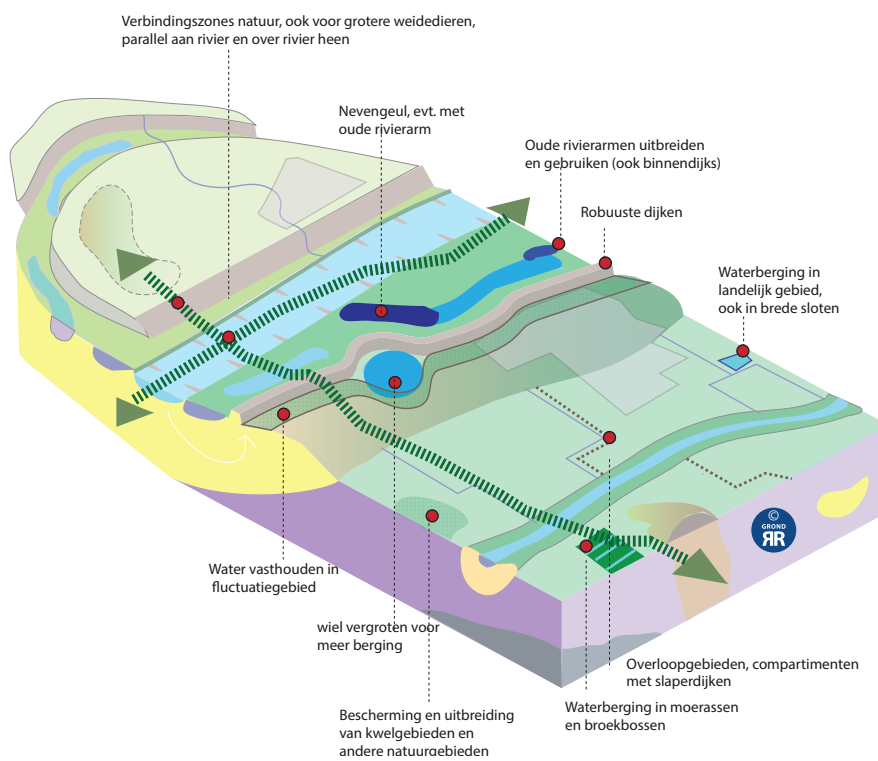 Verbindingszones natuur, ook voor grotere weidedieren,
parallel aan rivier en over rivier heen
Nevengeul, evt. met
oude rivierarm
Oude rivierarmen uitbreiden
en gebruiken (ook binnendijks)
Robuuste dijken
Waterberging in
landelijk gebied,
ook in brede sloten
©
GROND
RR
Water vasthouden in
fluctuatiegebied
wiel vergroten voor
meer berging
Overloopgebieden, compartimenten
met slaperdijken
Waterberging in moerassen
en broekbossen
Bescherming en uitbreiding
van kwelgebieden en
andere natuurgebieden